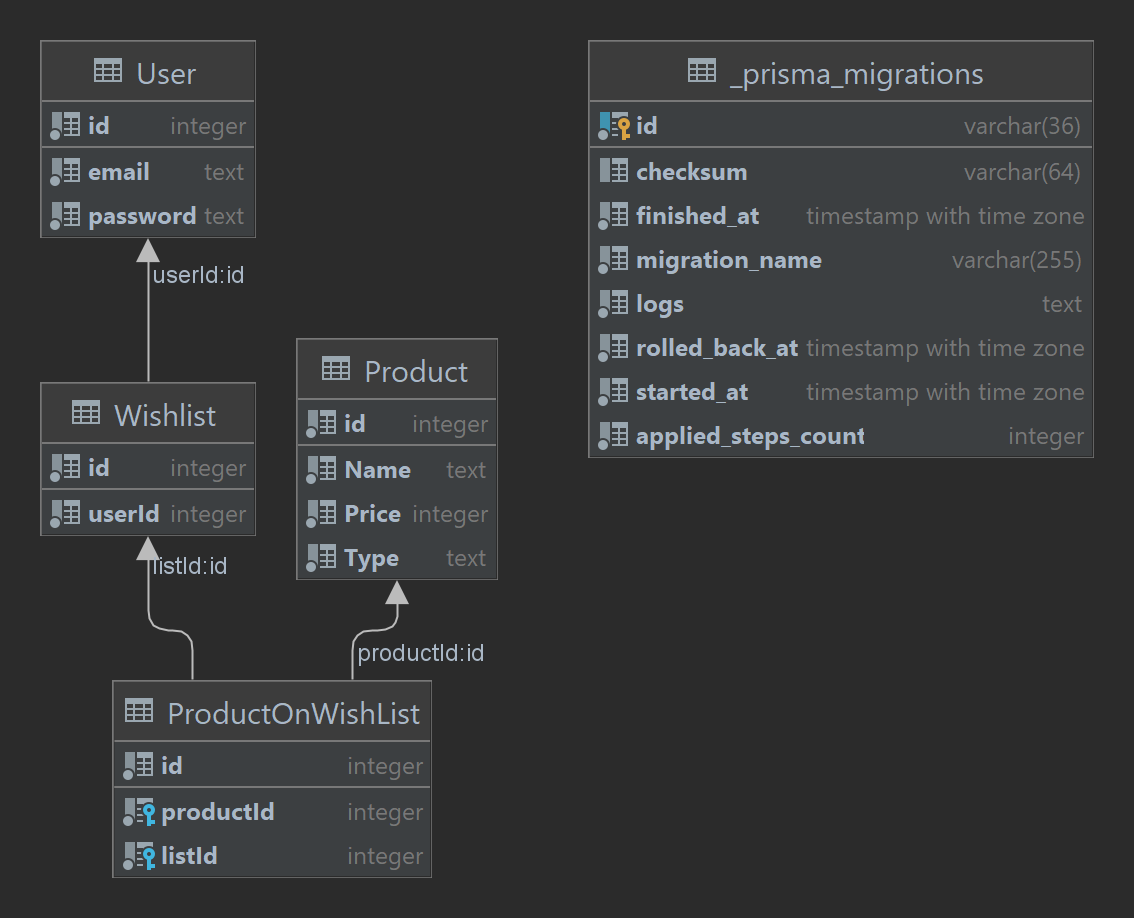 User
id integer
email text
password text
userId:id
Wishlist
id integer
userId integer
listId:id
Product
id integer
Name text
Price integer
Type text
productId:id
ProductOnWishList
id integer
productId integer
listId integer
_prisma_migrations
id varchar(36)
checksum varchar(64)
finished_at timestamp with time zone
migration_name varchar(255)
logs text
rolled_back_at timestamp with time zone
started_at timestamp with time zone
applied_steps_count integer